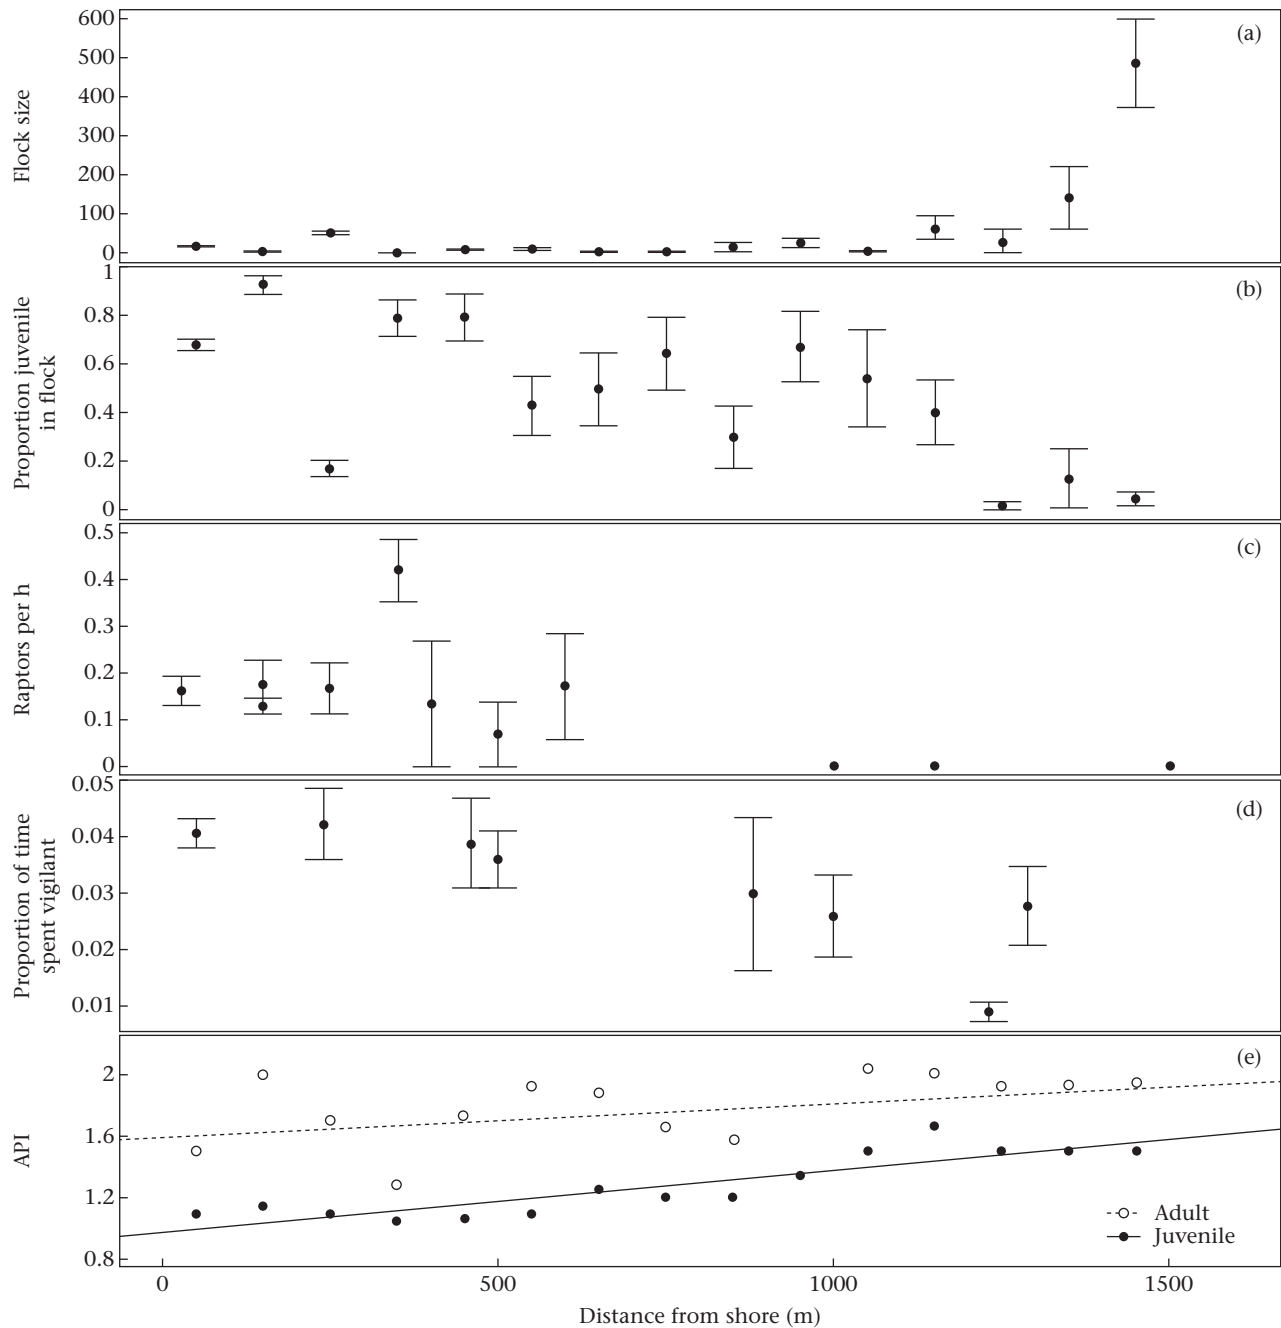 (a)
600
500
400
300
200
100
0
Flock size
(b)
1
0.8
0.6
0.4
0.2
0
Proportion juvenile
in flock
(c)
0.5
0.4
0.3
0.2
0.1
0
Raptors per h
(d)
0.05
0.04
0.03
0.02
0.01
Proportion of time
spent vigilant
(e)
2
1.6
1.2
0.8
API
Adult
Juvenile
0 500 1000 1500
Distance from shore (m)